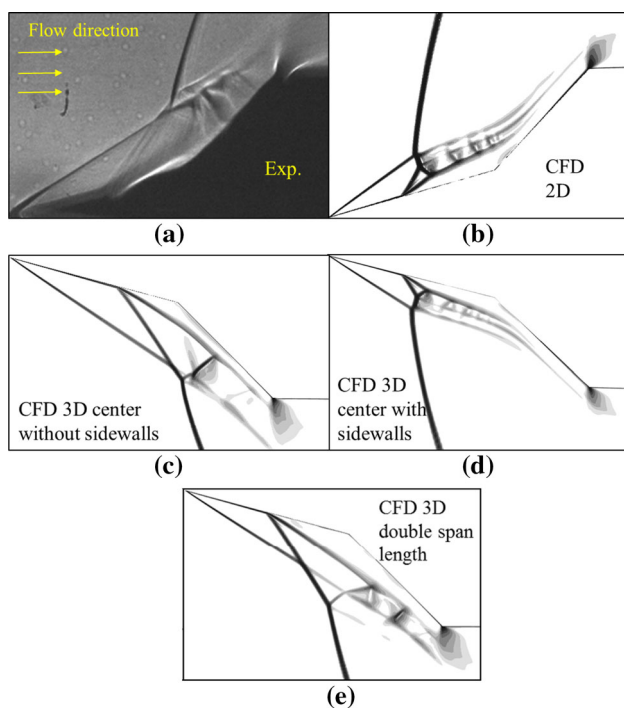 Flow direction
Exp.
(a)
CFD
2D
(b)
CFD 3D center
without sidewalls
(c)
CFD 3D
center with
sidewalls
(d)
CFD 3D
double span
length
(e)